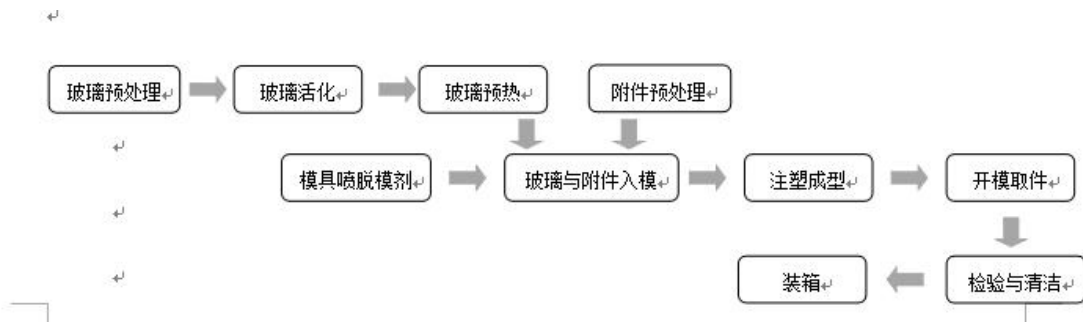 玻璃预处理
玻璃活化
玻璃预热
附件预处理
模具喷脱模剂
玻璃与附件入模
注塑成型
开模取件
装箱
检验与清洁